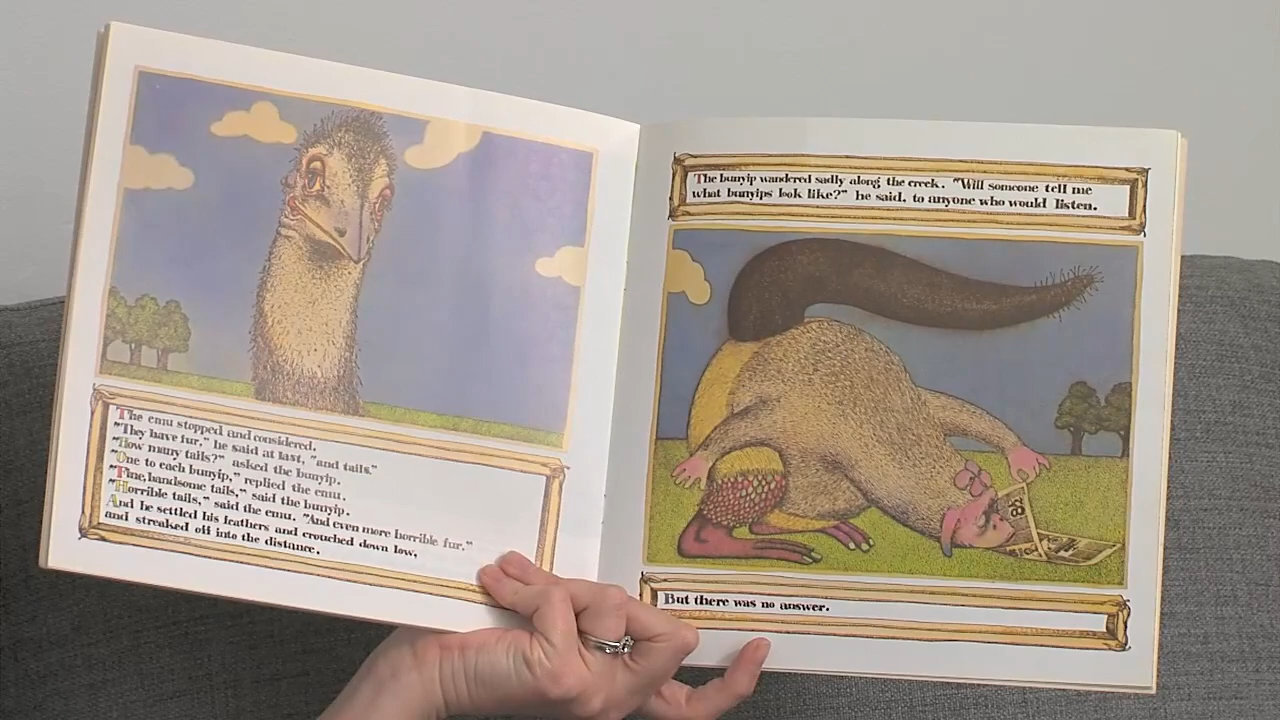 The emu stopped and considered.
"They have fur," he said at last, "and tails."
"How many tails?" asked the bunyip.
"One to each bunyip," replied the emu.
"Fine, handsome tails," said the bunyip.
"Horrible tails," said the emu. "And even more horrible fur."
And he settled his feathers and crouched down low,
and streaked off into the distance.
The bunyip wandered sadly along the creek. "Will someone tell me
what bunyips look like?" he said, to anyone who would listen.
But there was no answer.